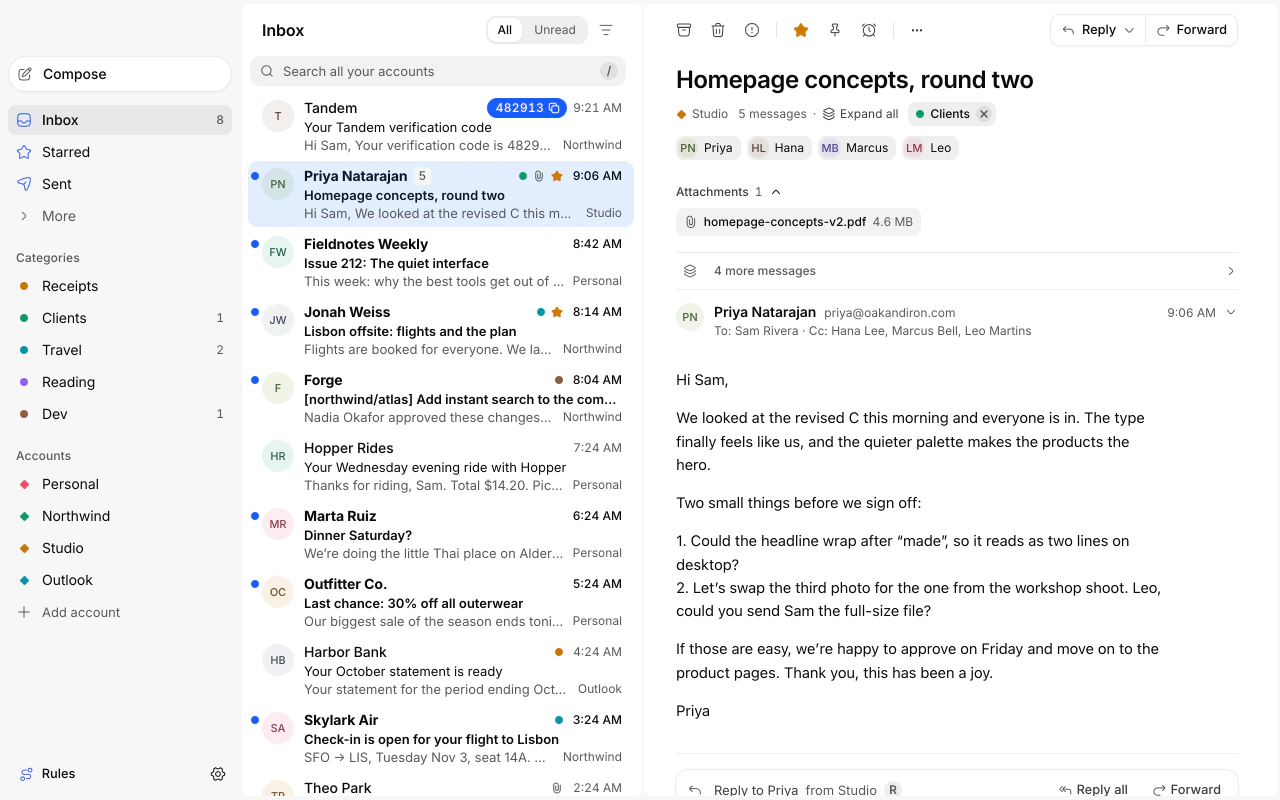 Compose
Inbox 8
Starred
Sent
More
Categories
Receipts
Clients 1
Travel 2
Reading
Dev 1
Accounts
Personal
Northwind
Studio
Outlook
Add account
Rules
Inbox
All Unread
Search all your accounts /
T Tandem 482913 9:21 AM
Your Tandem verification code
Hi Sam, Your verification code is 4829… Northwind
PN Priya Natarajan 5 9:06 AM
Homepage concepts, round two
Hi Sam, We looked at the revised C this m… Studio
FW Fieldnotes Weekly 8:42 AM
Issue 212: The quiet interface
This week: why the best tools get out of … Personal
JW Jonah Weiss 8:14 AM
Lisbon offsite: flights and the plan
Flights are booked for everyone. We la… Northwind
F Forge 8:04 AM
[northwind/atlas] Add instant search to the com…
Nadia Okafor approved these changes… Northwind
HR Hopper Rides 7:24 AM
Your Wednesday evening ride with Hopper
Thanks for riding, Sam. Total $14.20. Pic… Personal
MR Marta Ruiz 6:24 AM
Dinner Saturday?
We’re doing the little Thai place on Alder… Personal
OC Outfitter Co. 5:24 AM
Last chance: 30% off all outerwear
Our biggest sale of the season ends toni… Personal
HB Harbor Bank 4:24 AM
Your October statement is ready
Your statement for the period ending Oct… Outlook
SA Skylark Air 3:24 AM
Check-in is open for your flight to Lisbon
SFO → LIS, Tuesday Nov 3, seat 14A. … Northwind
TP Theo Park 2:24 AM
Reply Forward
Homepage concepts, round two
Studio 5 messages · Expand all Clients
PN Priya HL Hana MB Marcus LM Leo
Attachments 1
homepage-concepts-v2.pdf 4.6 MB
4 more messages
PN Priya Natarajan priya@oakandiron.com 9:06 AM
To: Sam Rivera · Cc: Hana Lee, Marcus Bell, Leo Martins
Hi Sam,
We looked at the revised C this morning and everyone is in. The type
finally feels like us, and the quieter palette makes the products the
hero.
Two small things before we sign off:
1. Could the headline wrap after “made”, so it reads as two lines on
desktop?
2. Let’s swap the third photo for the one from the workshop shoot. Leo,
could you send Sam the full-size file?
If those are easy, we’re happy to approve on Friday and move on to the
product pages. Thank you, this has been a joy.
Priya
Reply to Priya from Studio R Reply all Forward